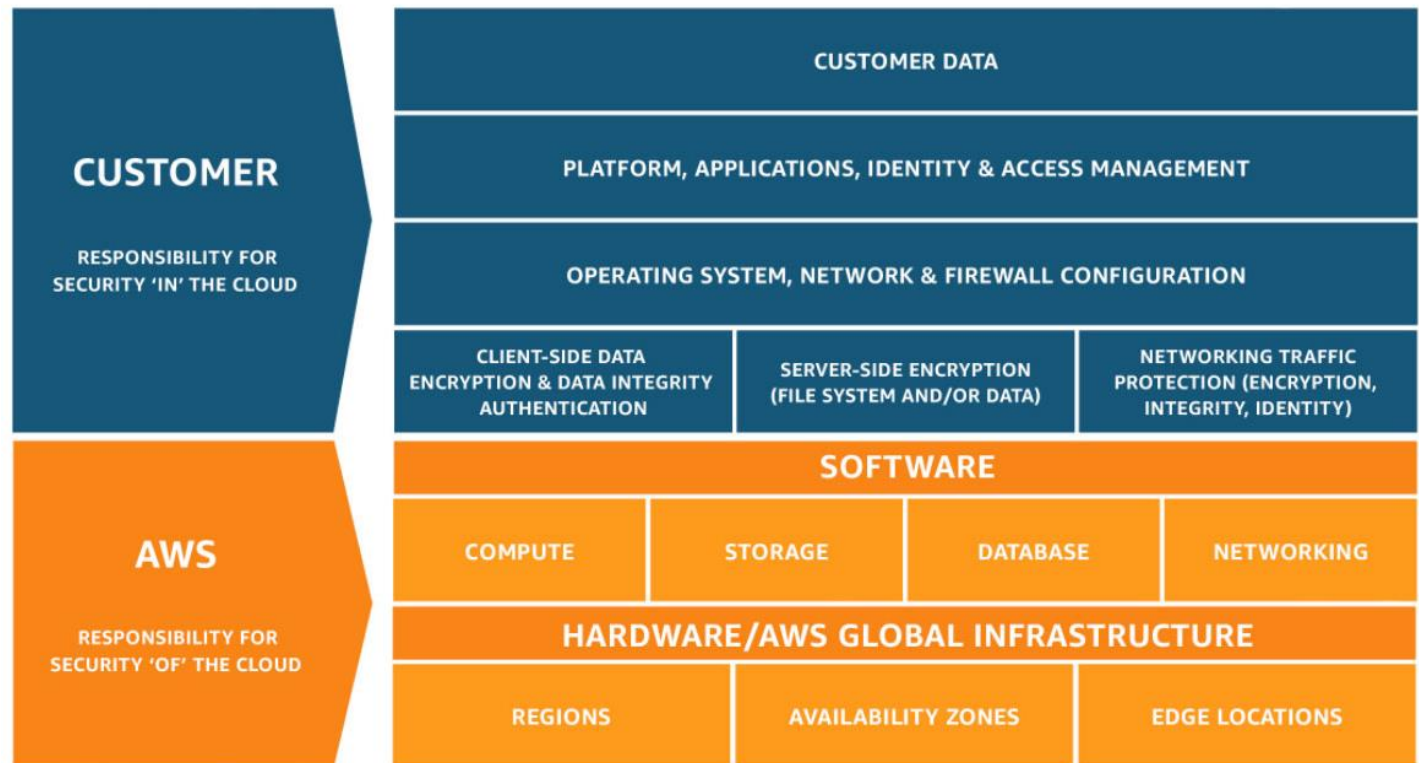 CUSTOMER
RESPONSIBILITY FOR
SECURITY ‘IN’ THE CLOUD
CUSTOMER DATA
PLATFORM, APPLICATIONS, IDENTITY & ACCESS MANAGEMENT
OPERATING SYSTEM, NETWORK & FIREWALL CONFIGURATION
CLIENT-SIDE DATA
ENCRYPTION & DATA INTEGRITY
AUTHENTICATION
SERVER-SIDE ENCRYPTION
(FILE SYSTEM AND/OR DATA)
NETWORKING TRAFFIC
PROTECTION (ENCRYPTION,
INTEGRITY, IDENTITY)
AWS
RESPONSIBILITY FOR
SECURITY ‘OF’ THE CLOUD
SOFTWARE
COMPUTE
STORAGE
DATABASE
NETWORKING
HARDWARE/AWS GLOBAL INFRASTRUCTURE
REGIONS
AVAILABILITY ZONES
EDGE LOCATIONS